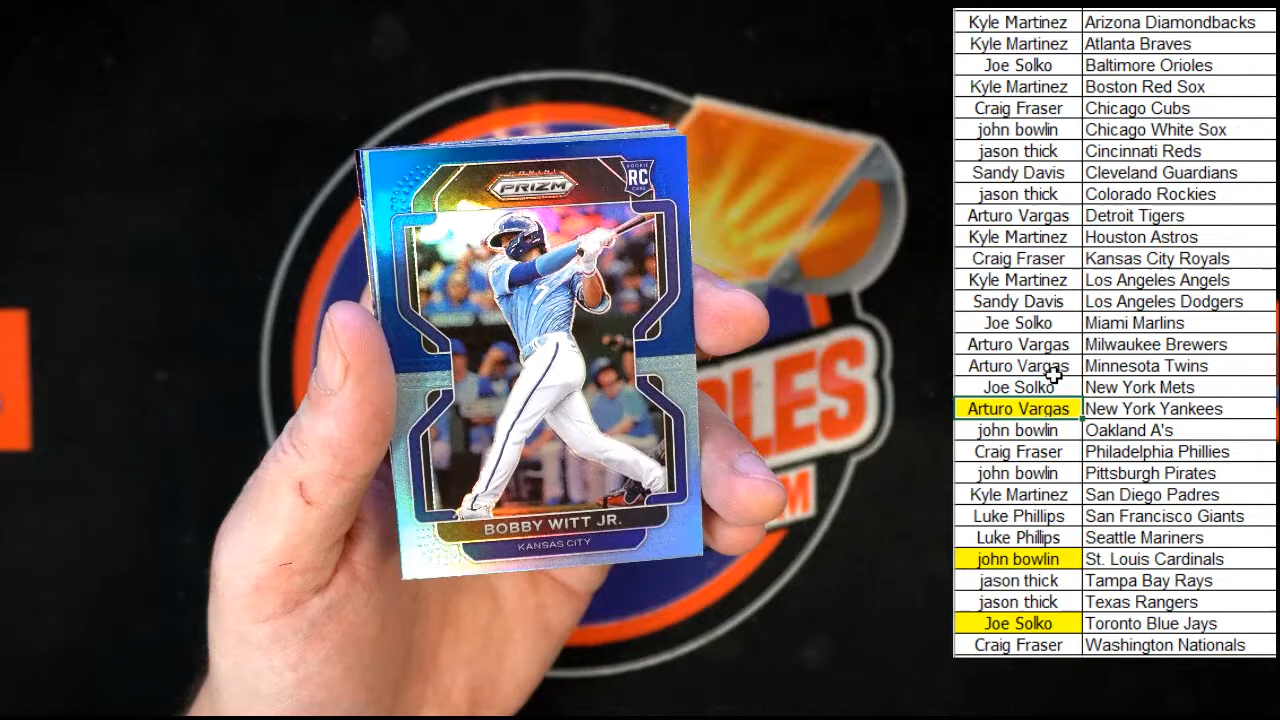 PANINI
PRIZM
ROOKIE
RC
CARD
7
BOBBY WITT JR.
KANSAS CITY
OLES
M
Kyle Martinez Arizona Diamondbacks
Kyle Martinez Atlanta Braves
Joe Solko Baltimore Orioles
Kyle Martinez Boston Red Sox
Craig Fraser Chicago Cubs
john bowlin Chicago White Sox
jason thick Cincinnati Reds
Sandy Davis Cleveland Guardians
jason thick Colorado Rockies
Arturo Vargas Detroit Tigers
Kyle Martinez Houston Astros
Craig Fraser Kansas City Royals
Kyle Martinez Los Angeles Angels
Sandy Davis Los Angeles Dodgers
Joe Solko Miami Marlins
Arturo Vargas Milwaukee Brewers
Arturo Vargas Minnesota Twins
Joe Solko New York Mets
Arturo Vargas New York Yankees
john bowlin Oakland A's
Craig Fraser Philadelphia Phillies
john bowlin Pittsburgh Pirates
Kyle Martinez San Diego Padres
Luke Phillips San Francisco Giants
Luke Phillips Seattle Mariners
john bowlin St. Louis Cardinals
jason thick Tampa Bay Rays
jason thick Texas Rangers
Joe Solko Toronto Blue Jays
Craig Fraser Washington Nationals